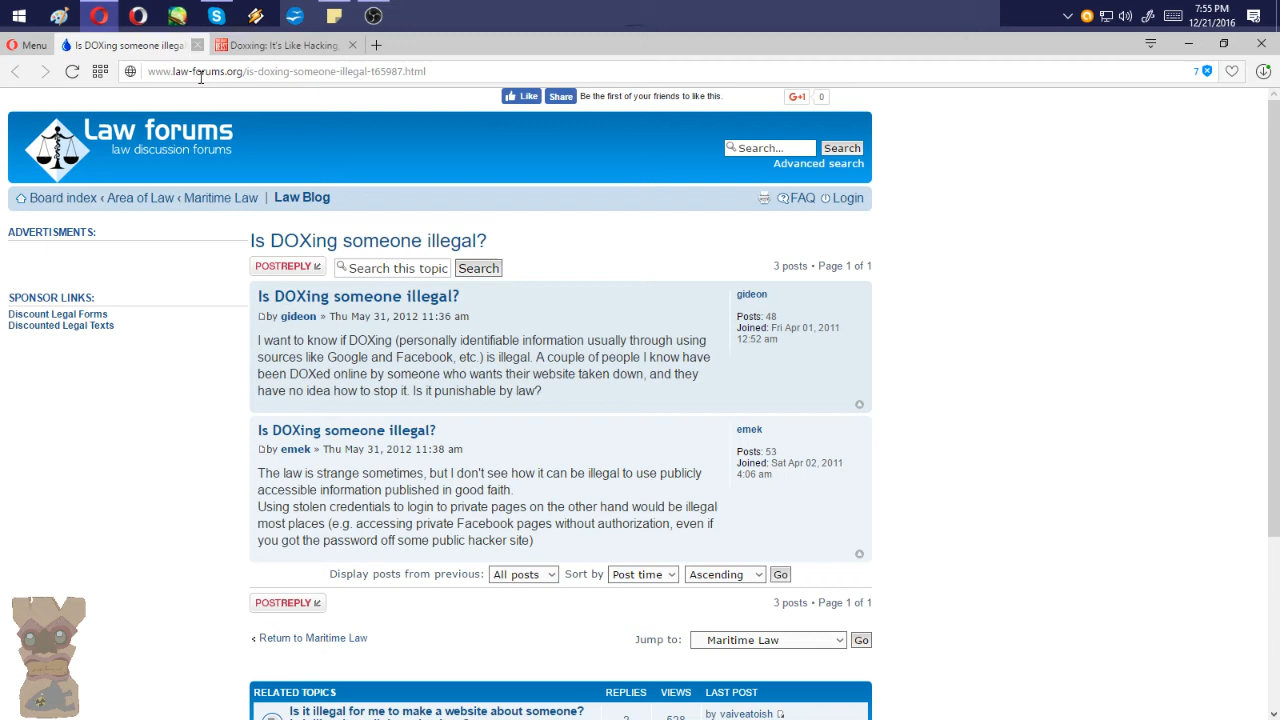 7:55 PM
12/21/2016
Menu
Is DOXing someone illegal
Doxxing: It's Like Hacking,
www.law-forums.org/is-doxing-someone-illegal-t65987.html
7
Like
Share
Be the first of your friends to like this.
G+1
0
Law forums
law discussion forums
Search...
Search
Advanced search
Board index ‹ Area of Law ‹ Maritime Law | Law Blog
FAQ
Login
ADVERTISMENTS:
SPONSOR LINKS:
Discount Legal Forms
Discounted Legal Texts
Is DOXing someone illegal?
POSTREPLY
Search this topic
Search
3 posts • Page 1 of 1
Is DOXing someone illegal?
by gideon » Thu May 31, 2012 11:36 am
I want to know if DOXing (personally identifiable information usually through using
sources like Google and Facebook, etc.) is illegal. A couple of people I know have
been DOXed online by someone who wants their website taken down, and they
have no idea how to stop it. Is it punishable by law?
gideon
Posts: 48
Joined: Fri Apr 01, 2011
12:52 am
Is DOXing someone illegal?
by emek » Thu May 31, 2012 11:38 am
The law is strange sometimes, but I don't see how it can be illegal to use publicly
accessible information published in good faith.
Using stolen credentials to login to private pages on the other hand would be illegal
most places (e.g. accessing private Facebook pages without authorization, even if
you got the password off some public hacker site)
emek
Posts: 53
Joined: Sat Apr 02, 2011
4:06 am
Display posts from previous: All posts Sort by Post time Ascending Go
POSTREPLY
3 posts • Page 1 of 1
‹ Return to Maritime Law
Jump to: Maritime Law Go
RELATED TOPICS
REPLIES
VIEWS
LAST POST
Is it illegal for me to make a website about someone?
by vaiveatoish